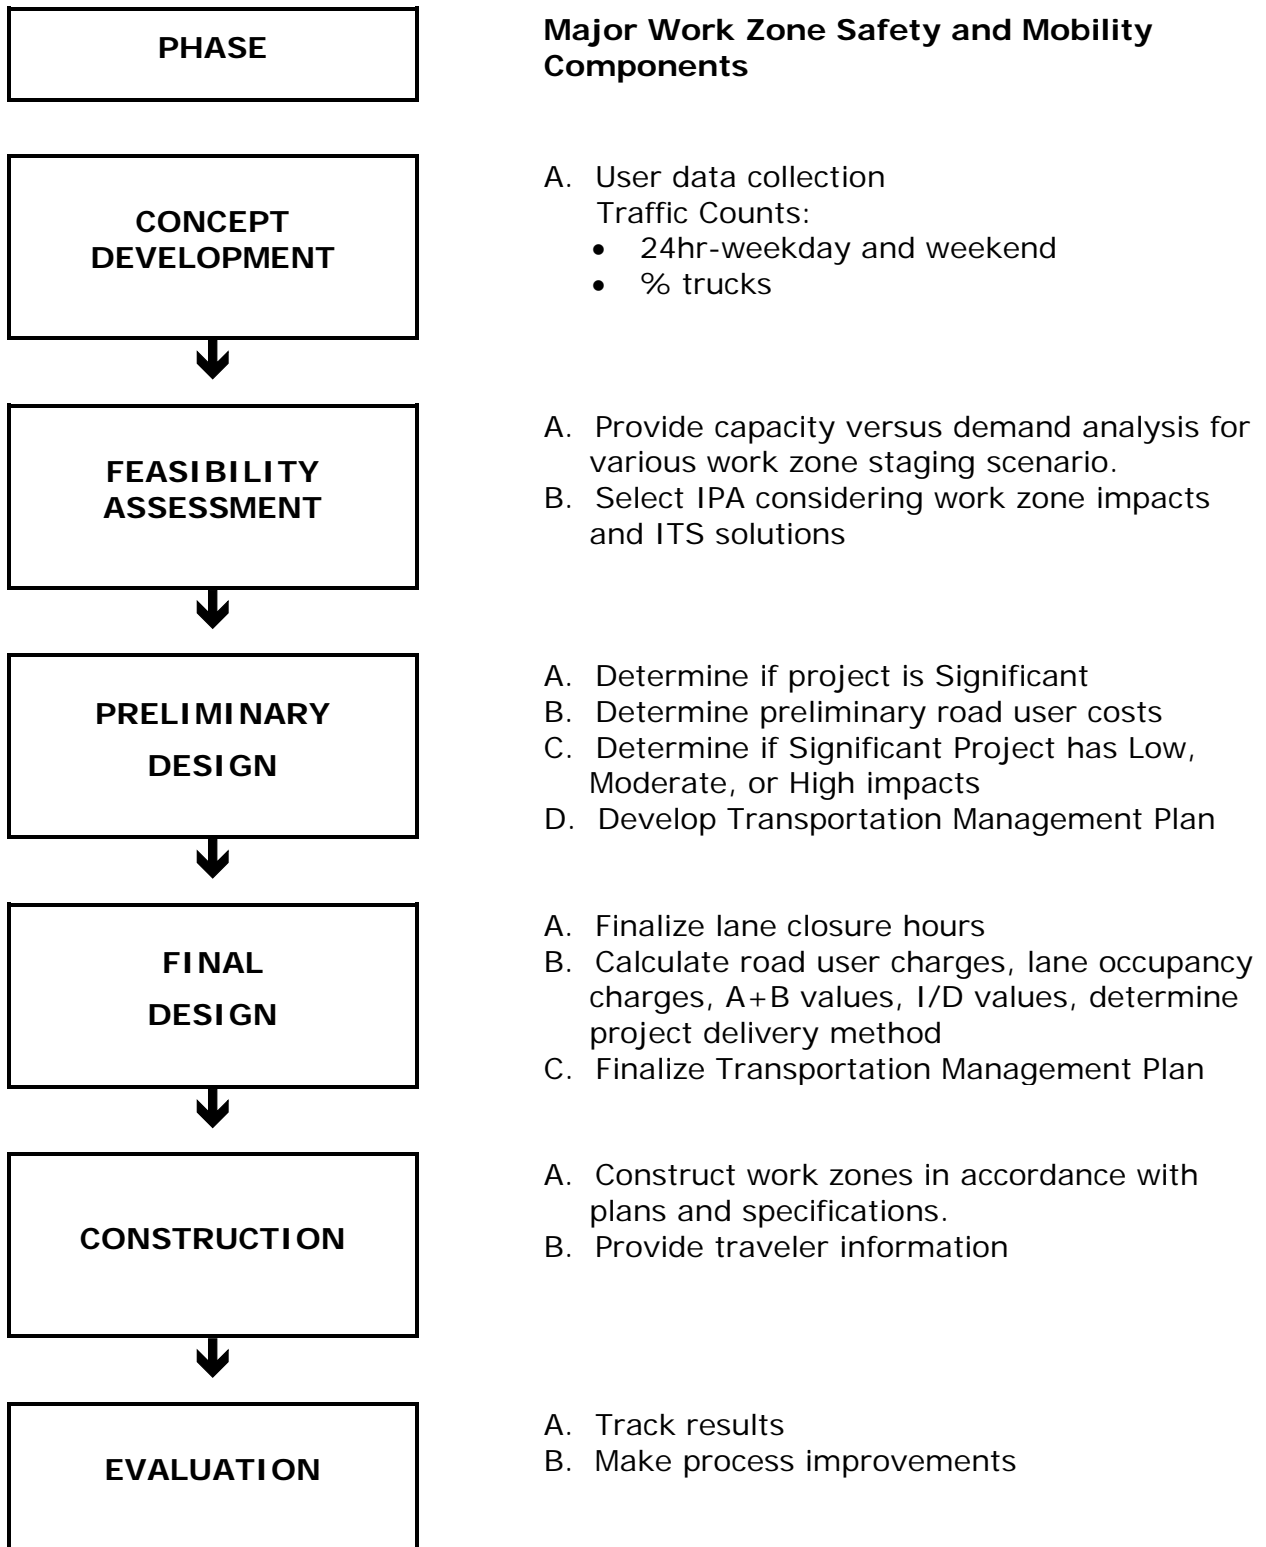 PHASE
Major Work Zone Safety and Mobility
Components
CONCEPT
DEVELOPMENT
A. User data collection
Traffic Counts:
• 24hr-weekday and weekend
• % trucks
FEASIBILITY
ASSESSMENT
A. Provide capacity versus demand analysis for
various work zone staging scenario.
B. Select IPA considering work zone impacts
and ITS solutions
PRELIMINARY
DESIGN
A. Determine if project is Significant
B. Determine preliminary road user costs
C. Determine if Significant Project has Low,
Moderate, or High impacts
D. Develop Transportation Management Plan
FINAL
DESIGN
A. Finalize lane closure hours
B. Calculate road user charges, lane occupancy
charges, A+B values, I/D values, determine
project delivery method
C. Finalize Transportation Management Plan
CONSTRUCTION
A. Construct work zones in accordance with
plans and specifications.
B. Provide traveler information
EVALUATION
A. Track results
B. Make process improvements